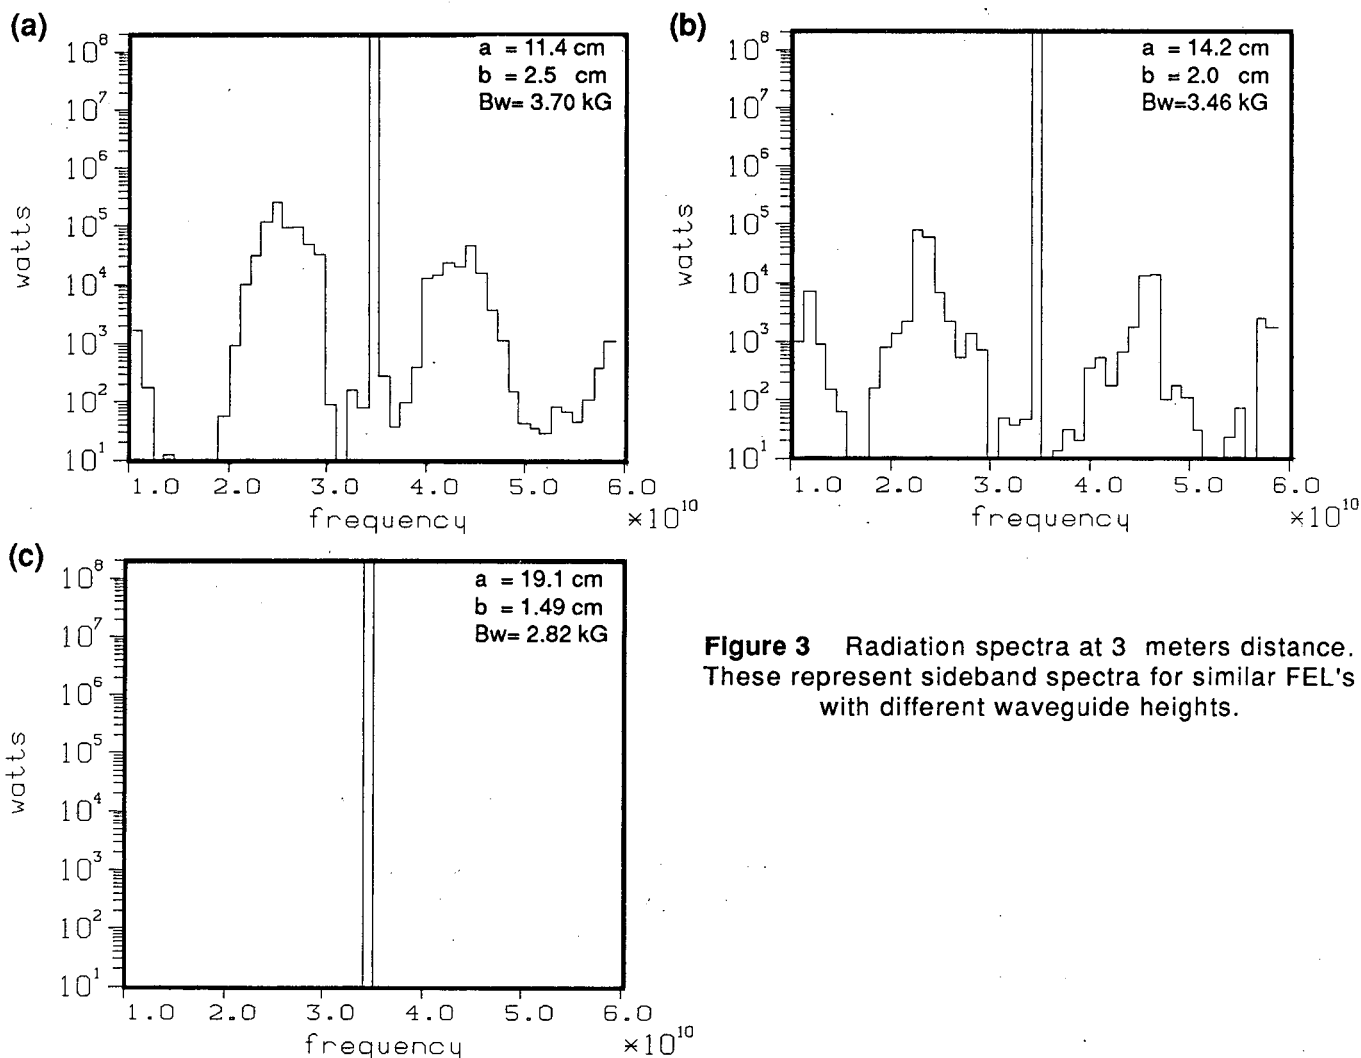 (a)
a = 11.4 cm
b = 2.5 cm
Bw= 3.70 kG
10⁸
10⁷
10⁶
10⁵
10⁴
10³
10²
10¹
watts
1.0 2.0 3.0 4.0 5.0 6.0
frequency ×10¹⁰
(b)
a = 14.2 cm
b = 2.0 cm
Bw=3.46 kG
10⁸
10⁷
10⁶
10⁵
10⁴
10³
10²
10¹
watts
1.0 2.0 3.0 4.0 5.0 6.0
frequency ×10¹⁰
(c)
a = 19.1 cm
b = 1.49 cm
Bw= 2.82 kG
10⁸
10⁷
10⁶
10⁵
10⁴
10³
10²
10¹
watts
1.0 2.0 3.0 4.0 5.0 6.0
frequency ×10¹⁰
Figure 3 Radiation spectra at 3 meters distance.
These represent sideband spectra for similar FEL's
with different waveguide heights.